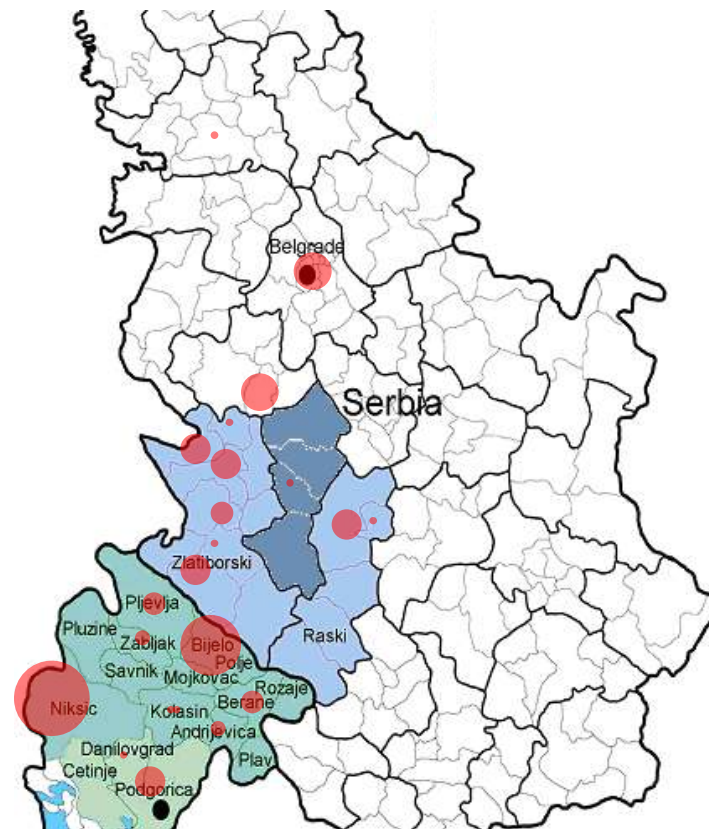 Belgrade
Serbia
Zlatiborski
Pljevlja
Pluzine
Raski
Zabljak
Bijelo
Polje
Savnik
Mojkovac
Rozaje
Berane
Niksic
Kolasin
Andrijevica
Danilovgrad
Plav
Cetinje
Podgorica